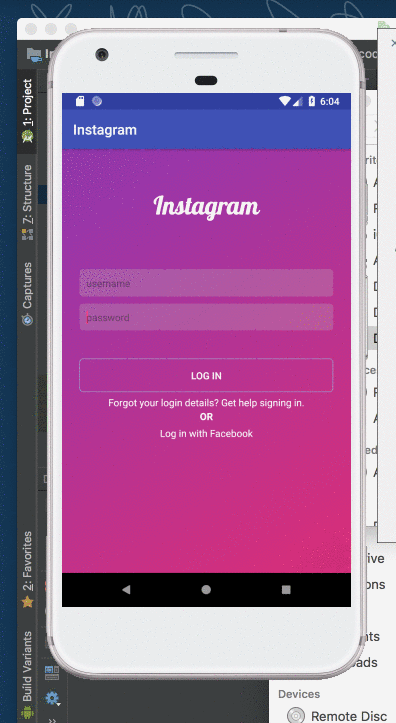 6:04
Instagram
Instagram
username
password
LOG IN
Forgot your login details? Get help signing in.
OR
Log in with Facebook
1: Project
7: Structure
Captures
2: Favorites
Build Variants
Devices
Remote Disc